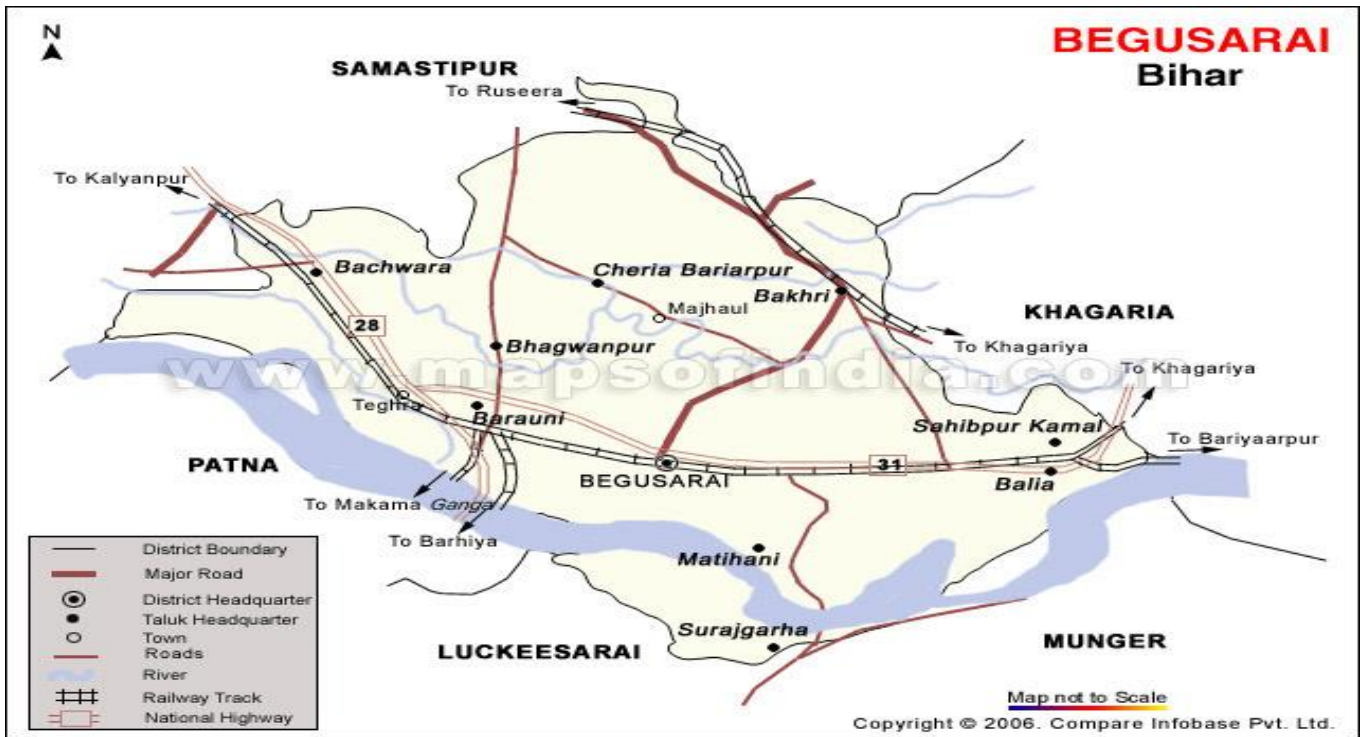 BEGUSARAI
Bihar
N
SAMASTIPUR
To Ruseera
To Kalyanpur
Bachwara
Cheria Bariarpur
Bakhri
Majhaul
KHAGARIA
28
Bhagwanpur
To Khagariya
www.mapsofindia.com
To Khagariya
Teghra
Barauni
Sahibpur Kamal
To Bariyaarpur
PATNA
31
BEGUSARAI
Balia
To Makama Ganga
To Barhiya
Matihani
Surajgarha
LUCKEESARAI
MUNGER
District Boundary
Major Road
District Headquarter
Taluk Headquarter
Town
Roads
River
Railway Track
National Highway
Map not to Scale
Copyright © 2006. Compare Infobase Pvt. Ltd.